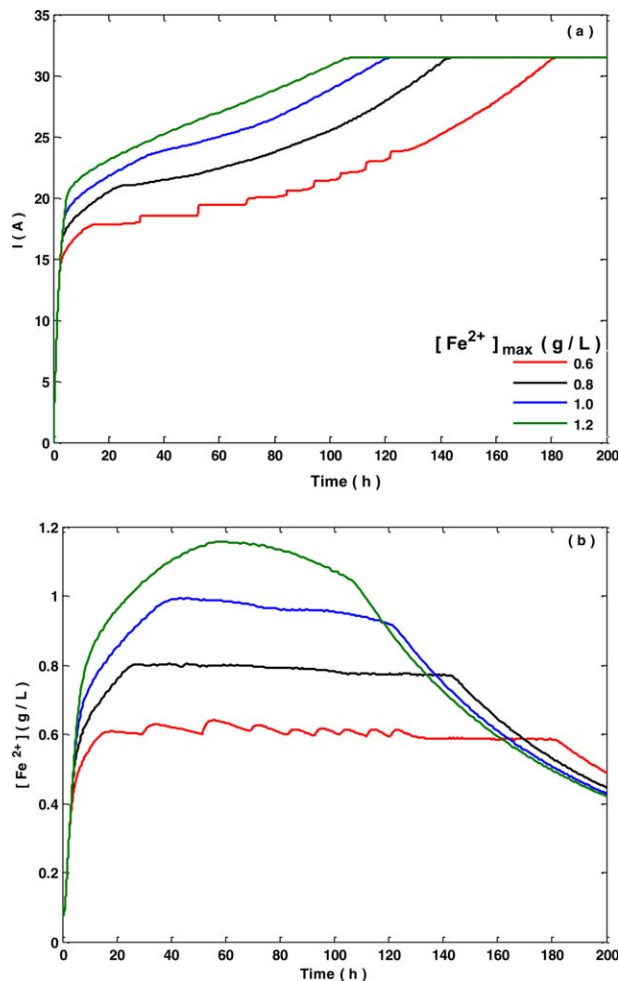 35
( a )
30
25
20
I ( A )
15
10
[ Fe2+ ]max ( g / L )
0.6
5
0.8
1.0
1.2
0
0 20 40 60 80 100 120 140 160 180 200
Time ( h )
1.2
( b )
1
0.8
[ Fe 2+ ] ( g / L )
0.6
0.4
0.2
0
0 20 40 60 80 100 120 140 160 180 200
Time ( h )